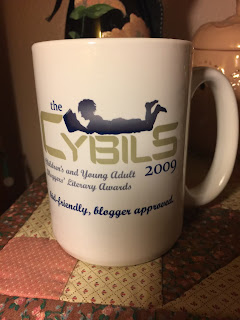 the
CYBILS
2009
Children's and Young Adult
Bloggers' Literary Awards
kid-friendly, blogger approved.